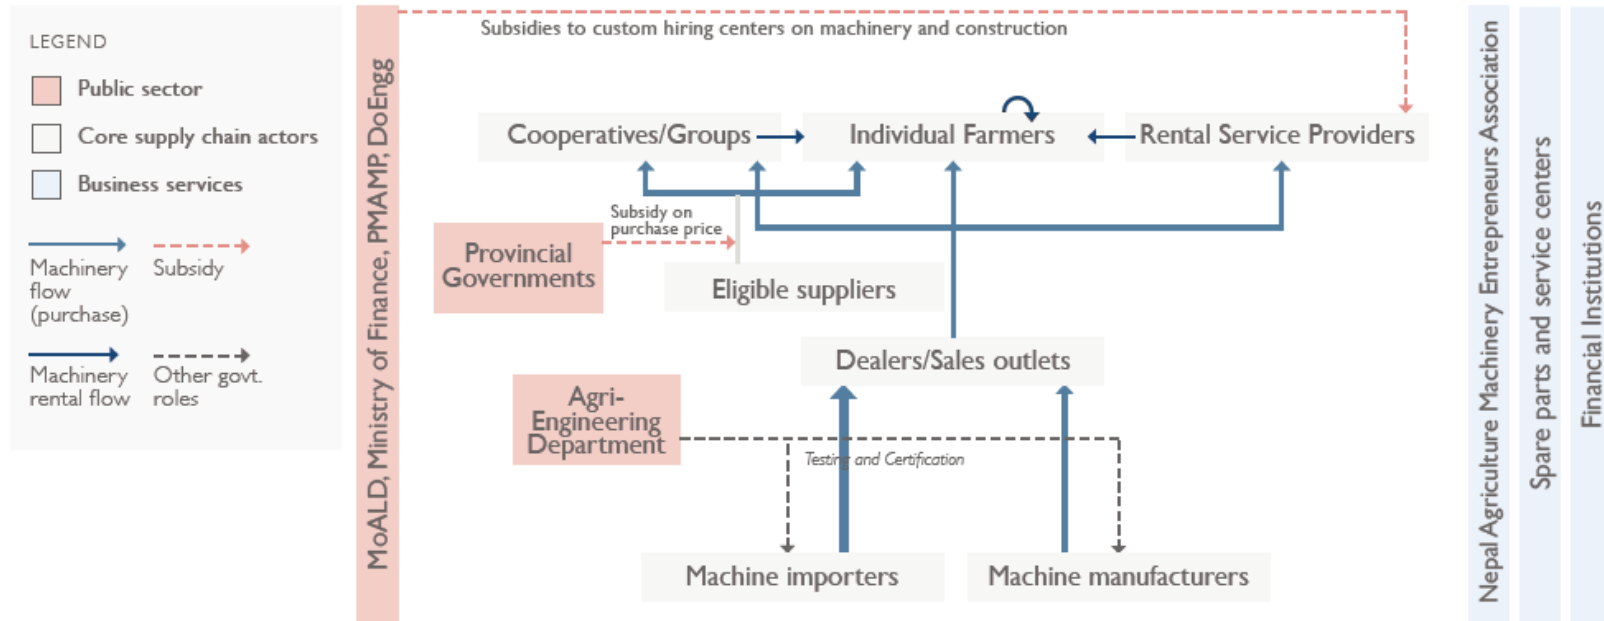 LEGEND
Public sector
Core supply chain actors
Business services
Machinery
flow
(purchase)
Subsidy
Machinery
rental flow
Other govt.
roles
MoALD, Ministry of Finance, PMAMP, DoEngg
Subsidies to custom hiring centers on machinery and construction
Cooperatives/Groups
Individual Farmers
Rental Service Providers
Subsidy on
purchase price
Provincial
Governments
Eligible suppliers
Dealers/Sales outlets
Agri-
Engineering
Department
Testing and Certification
Machine importers
Machine manufacturers
Nepal Agriculture Machinery Entrepreneurs Association
Spare parts and service centers
Financial Institutions